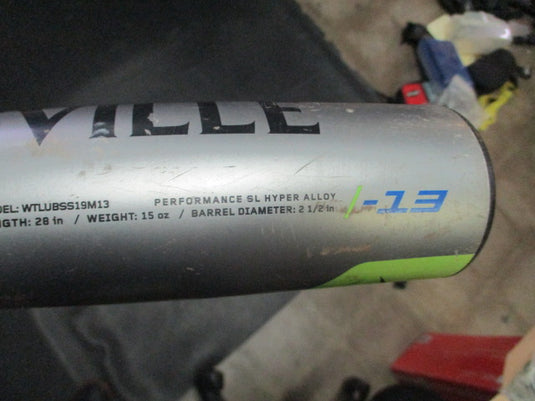 VILLE
PERFORMANCE SL HYPER ALLOY
DEL: WTLUBSS19M13
NGTH: 28 in / WEIGHT: 15 oz / BARREL DIAMETER: 2 1/2 in
/-13